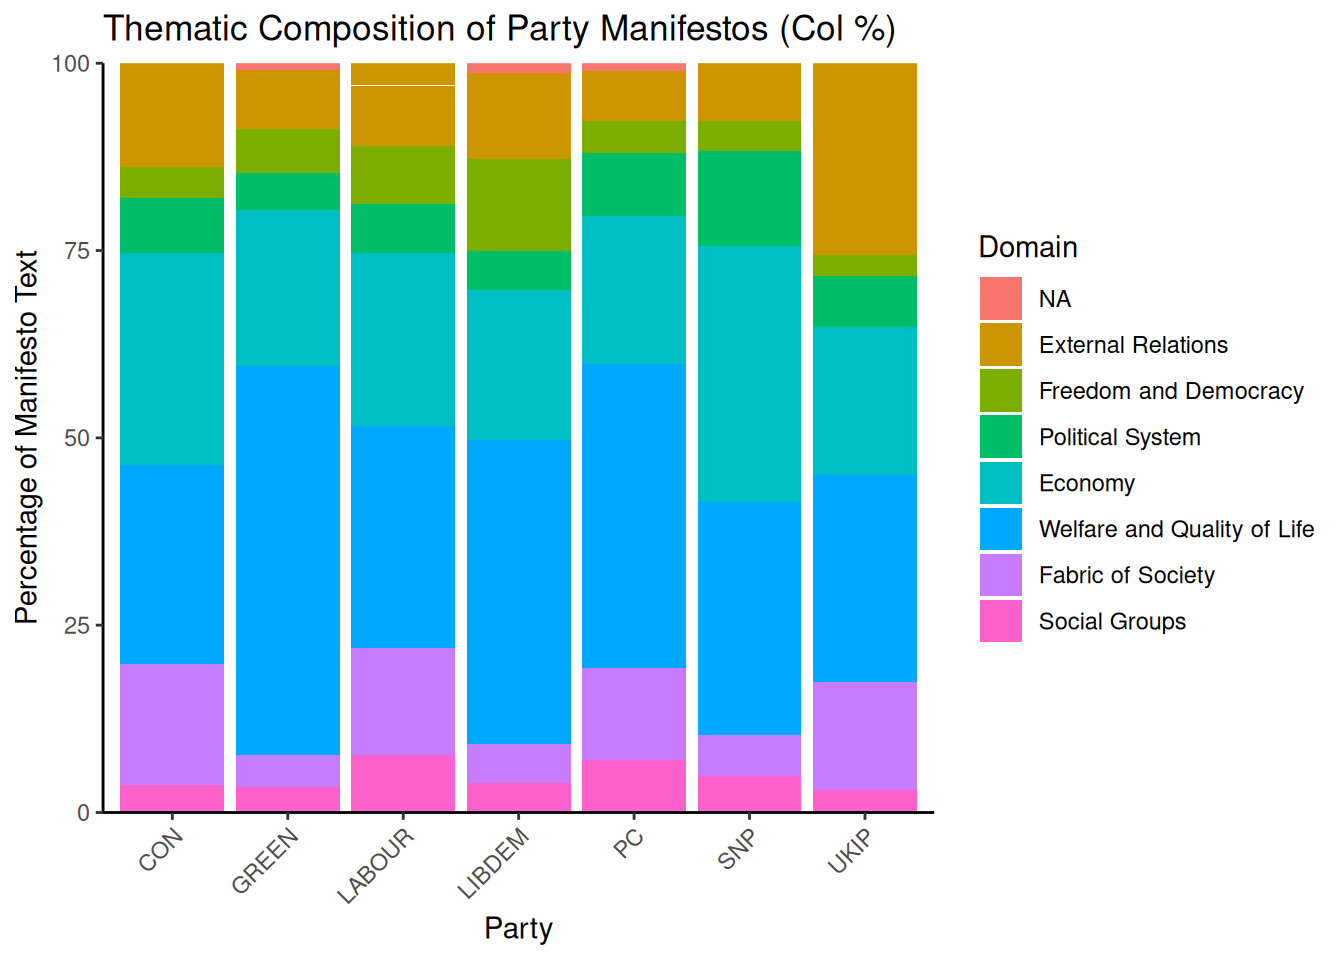 Thematic Composition of Party Manifestos (Col %)
Percentage of Manifesto Text
100
75
50
25
0
CON
GREEN
LABOUR
LIBDEM
PC
SNP
UKIP
Party
Domain
NA
External Relations
Freedom and Democracy
Political System
Economy
Welfare and Quality of Life
Fabric of Society
Social Groups